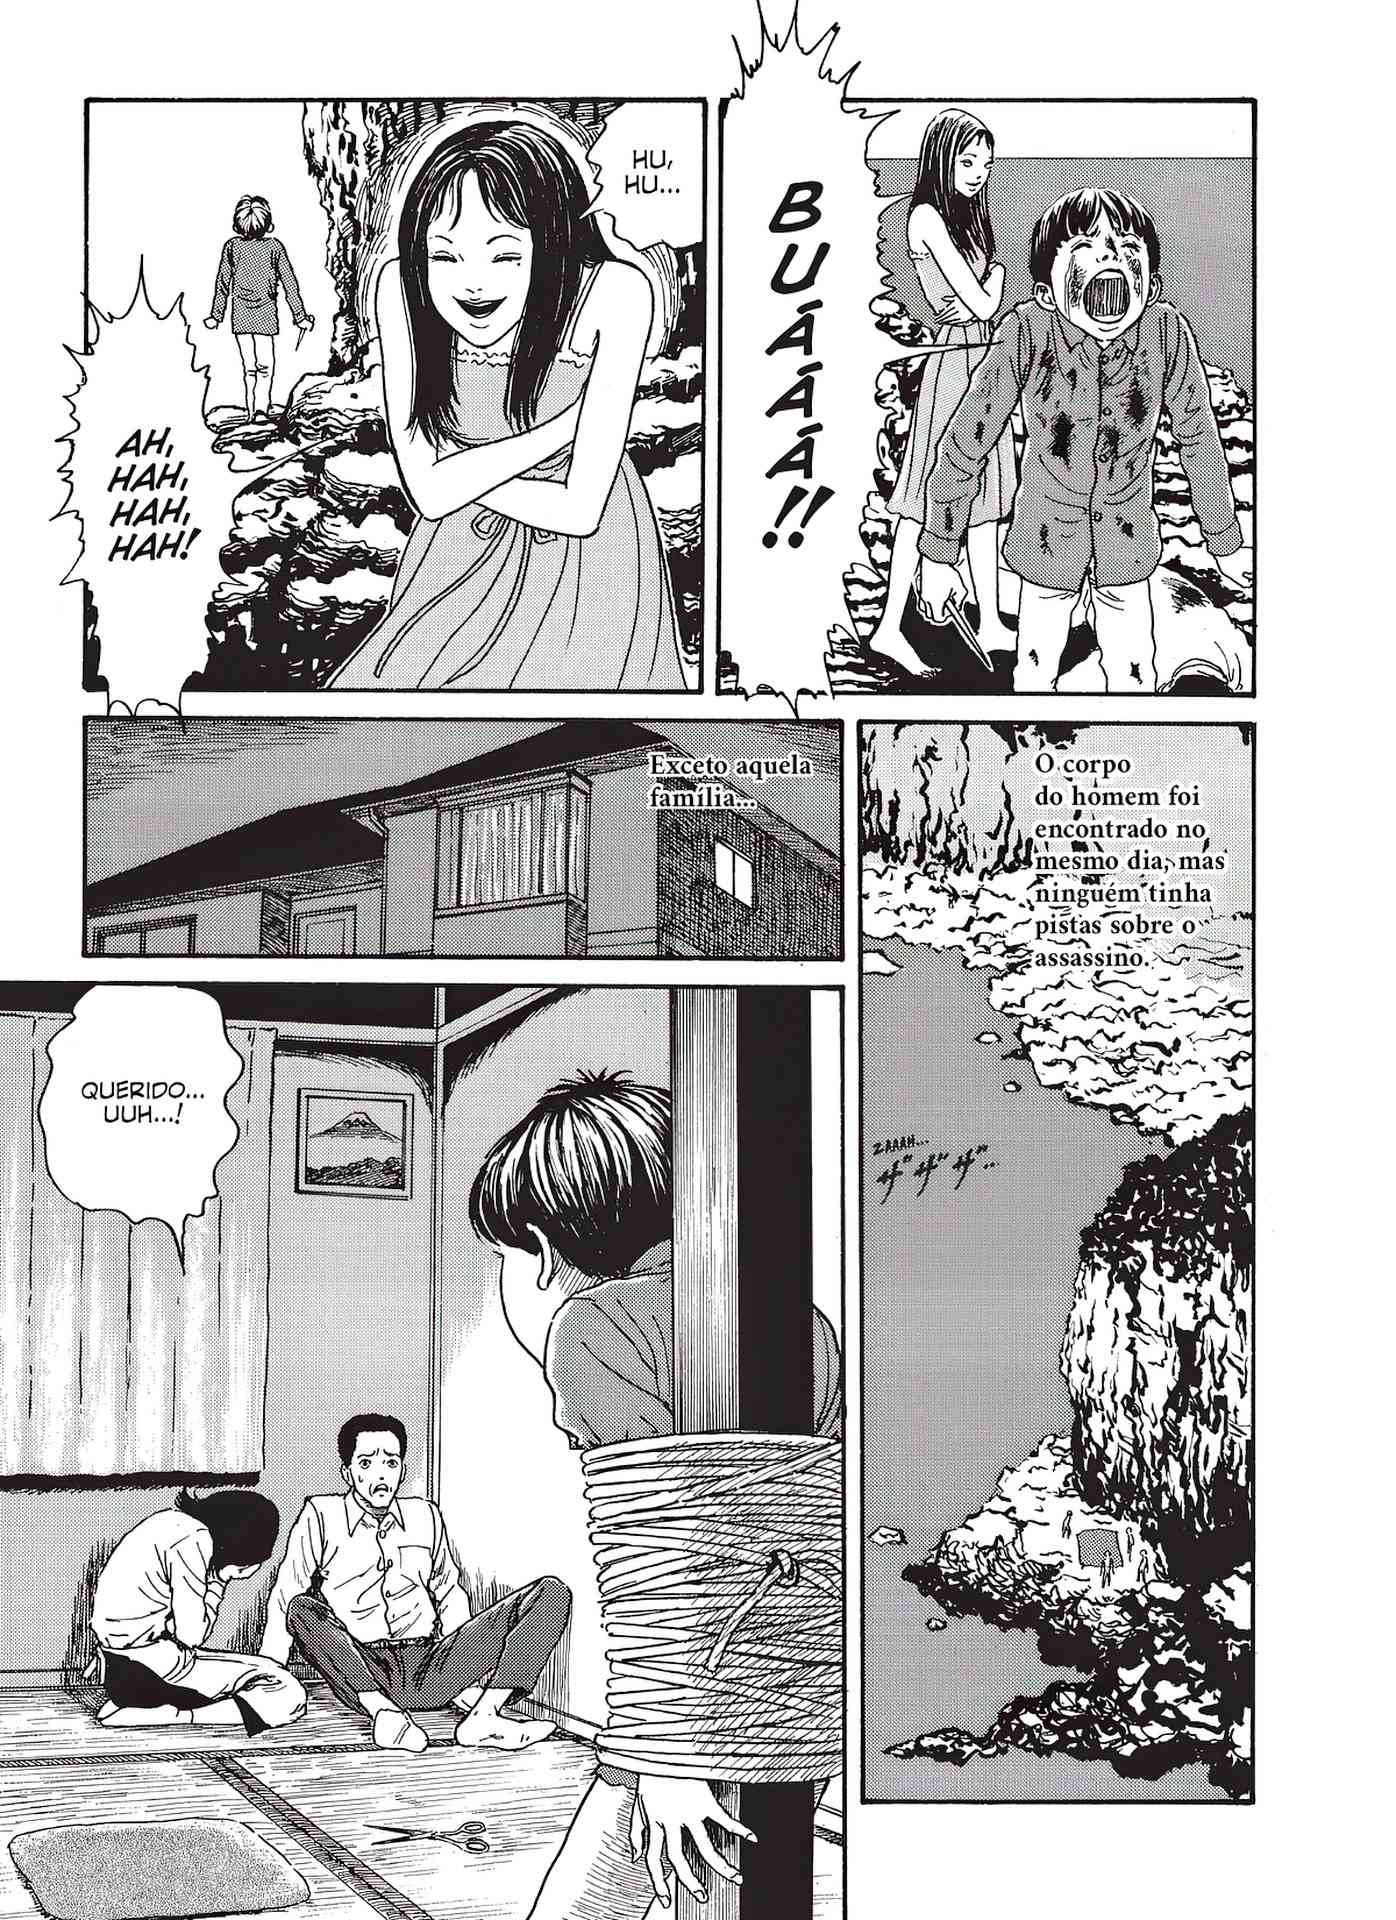 BUÁÁÁÁ!!
HU,
HU...
AH,
HAH,
HAH,
HAH!
O corpo
do homem foi
encontrado no
mesmo dia, mas
ninguém tinha
pistas sobre o
assassino.
ZAAAH...
ザザザ...
Exceto aquela
família...
QUERIDO...
UUH...!